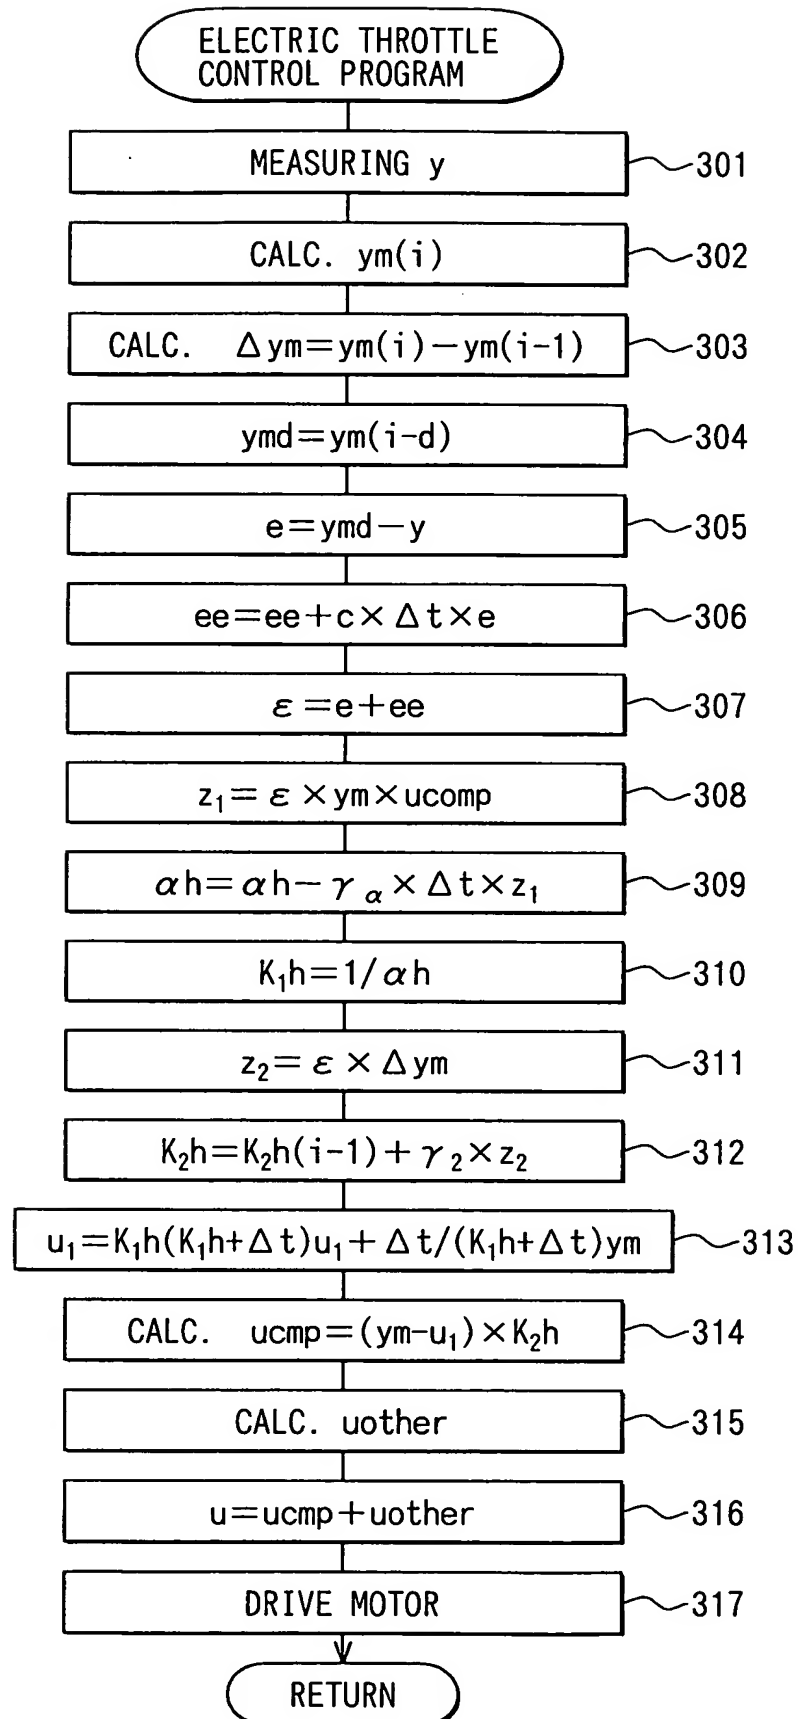 ELECTRIC THROTTLE
CONTROL PROGRAM
MEASURING y
301
CALC. ym(i)
302
CALC. Δym=ym(i)−ym(i-1)
303
ymd=ym(i-d)
304
e=ymd−y
305
ee=ee+c×Δt×e
306
ε=e+ee
307
z₁=ε×ym×ucomp
308
αh=αh−γα×Δt×z₁
309
K₁h=1/αh
310
z₂=ε×Δym
311
K₂h=K₂h(i-1)+γ₂×z₂
312
u₁=K₁h(K₁h+Δt)u₁+Δt/(K₁h+Δt)ym
313
CALC. ucmp=(ym-u₁)×K₂h
314
CALC. uother
315
u=ucmp+uother
316
DRIVE MOTOR
317
RETURN